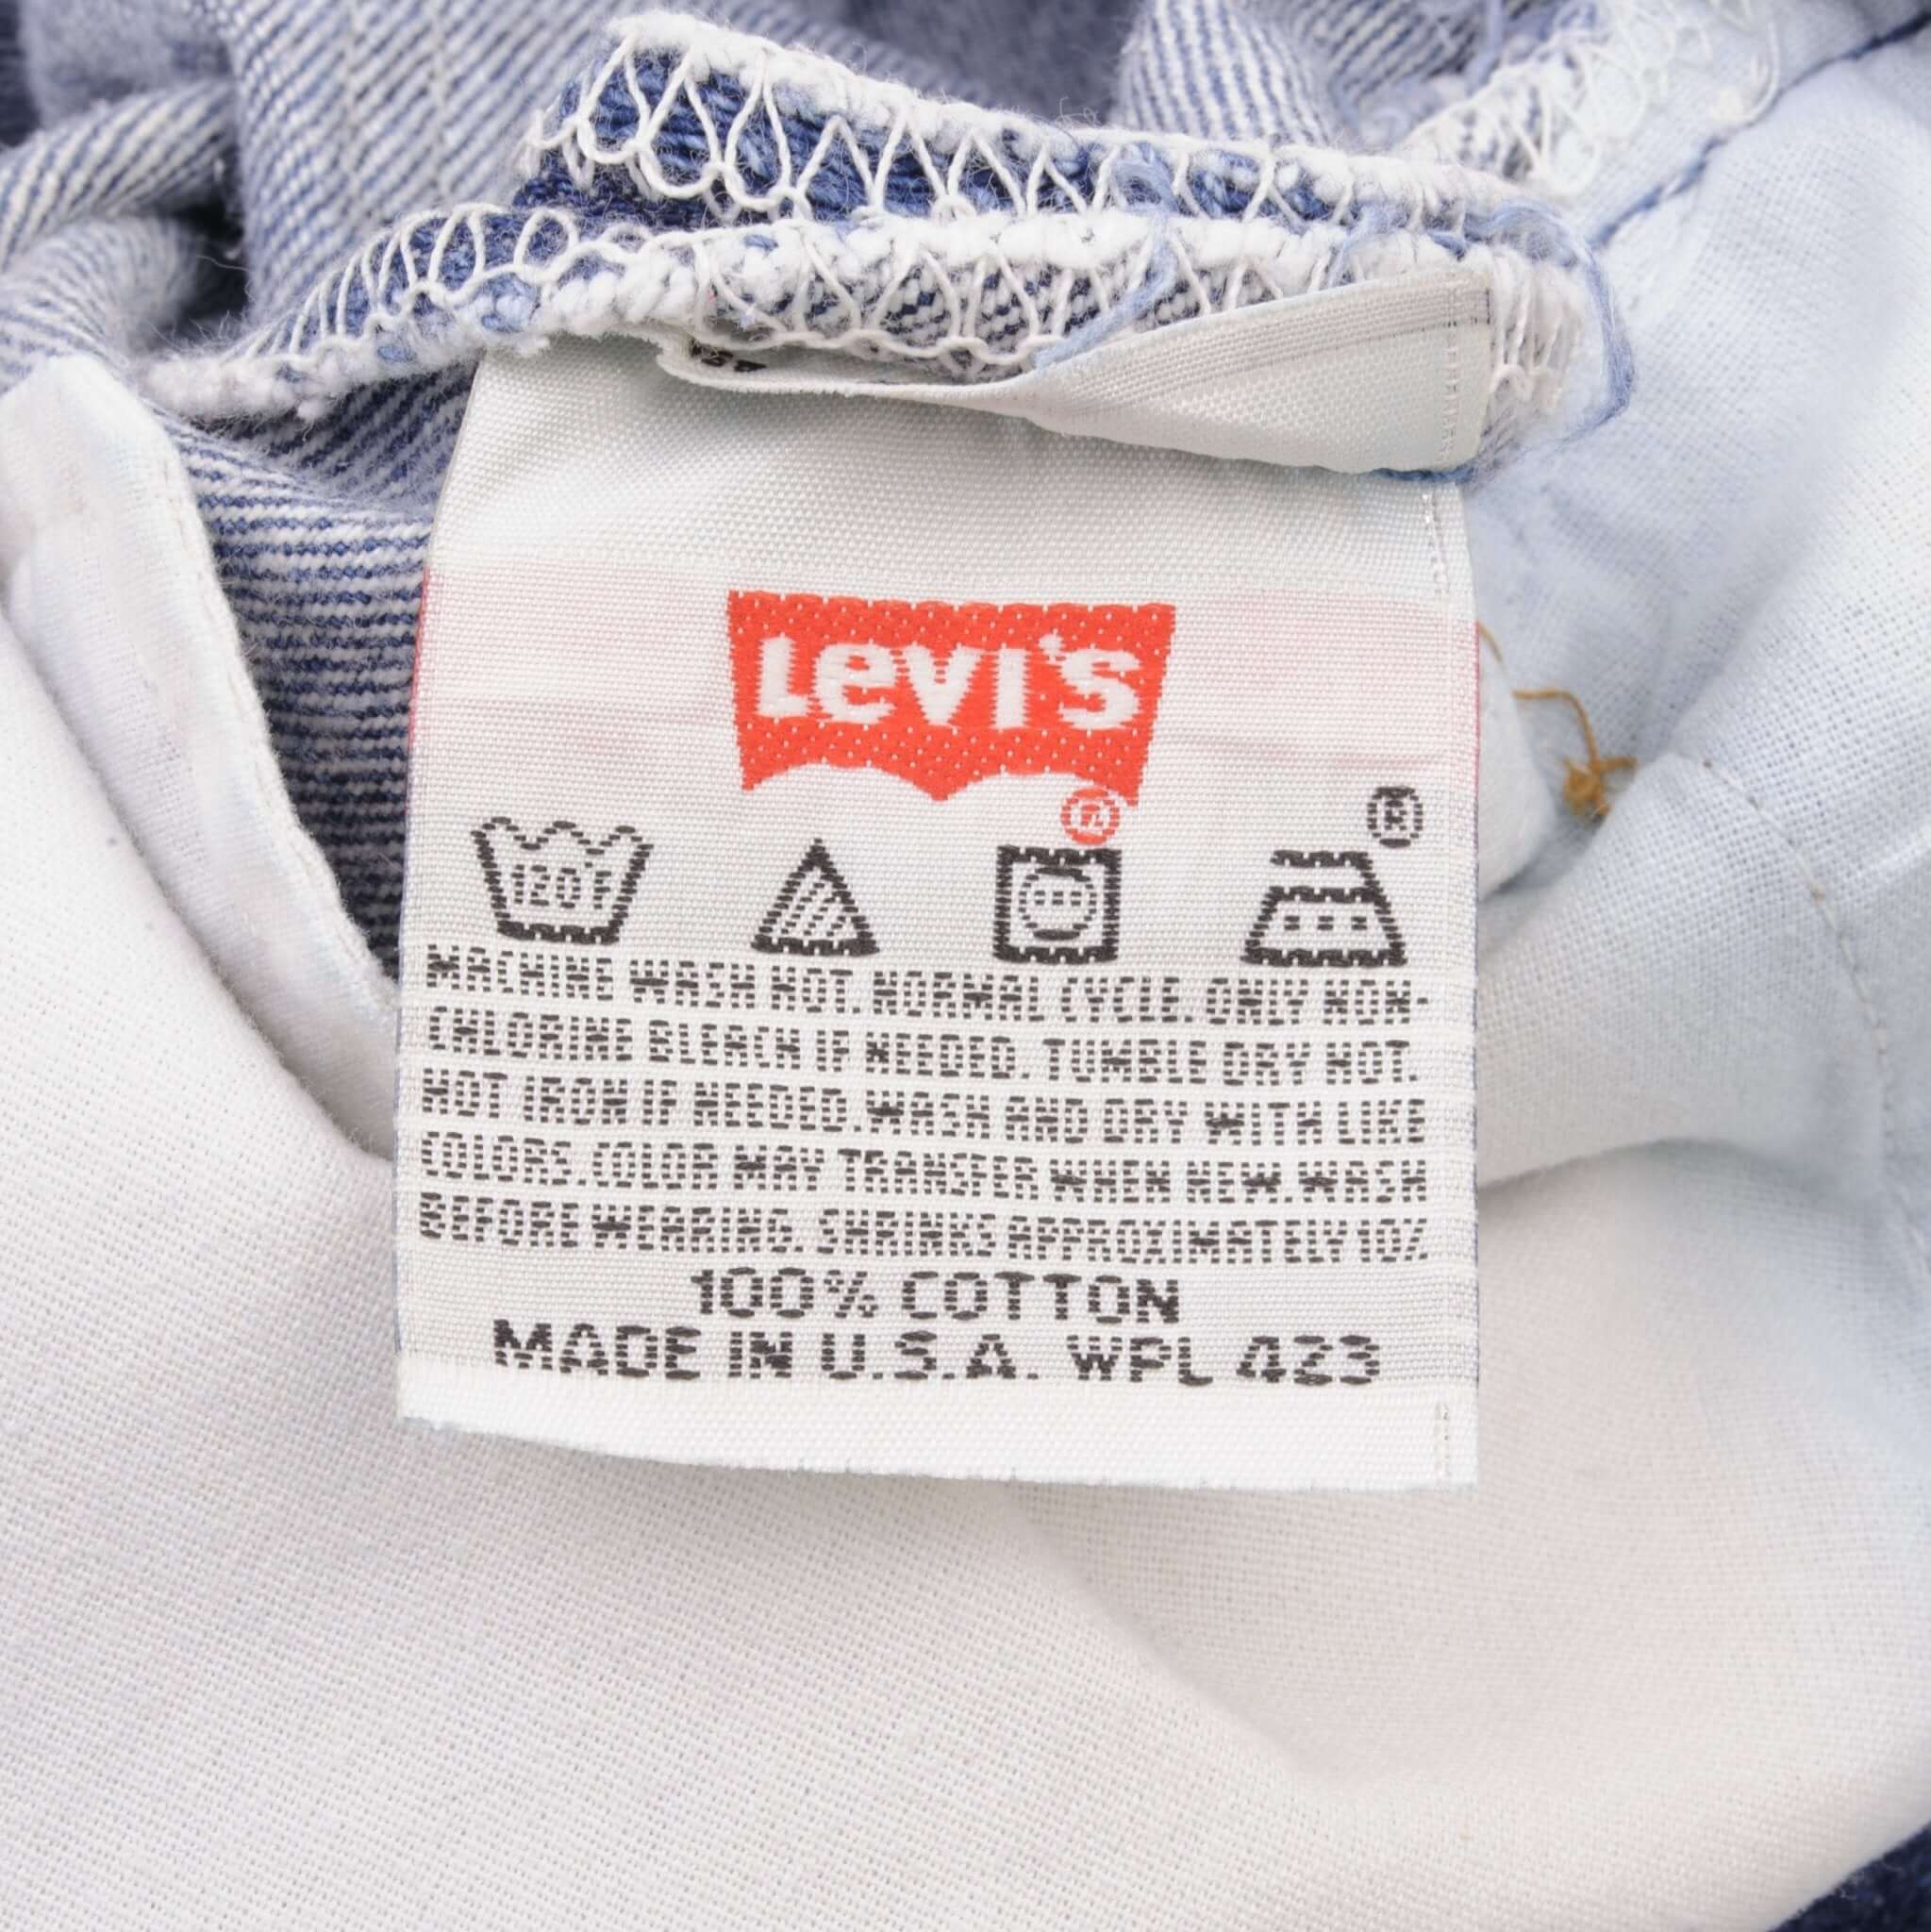 Levi's
®
®
120°F
MACHINE WASH HOT. NORMAL CYCLE. ONLY NON-
CHLORINE BLEACH IF NEEDED. TUMBLE DRY HOT.
HOT IRON IF NEEDED. WASH AND DRY WITH LIKE
COLORS. COLOR MAY TRANSFER WHEN NEW. WASH
BEFORE WEARING. SHRINKS APPROXIMATELY 10%
100% COTTON
MADE IN U.S.A. WPL 423